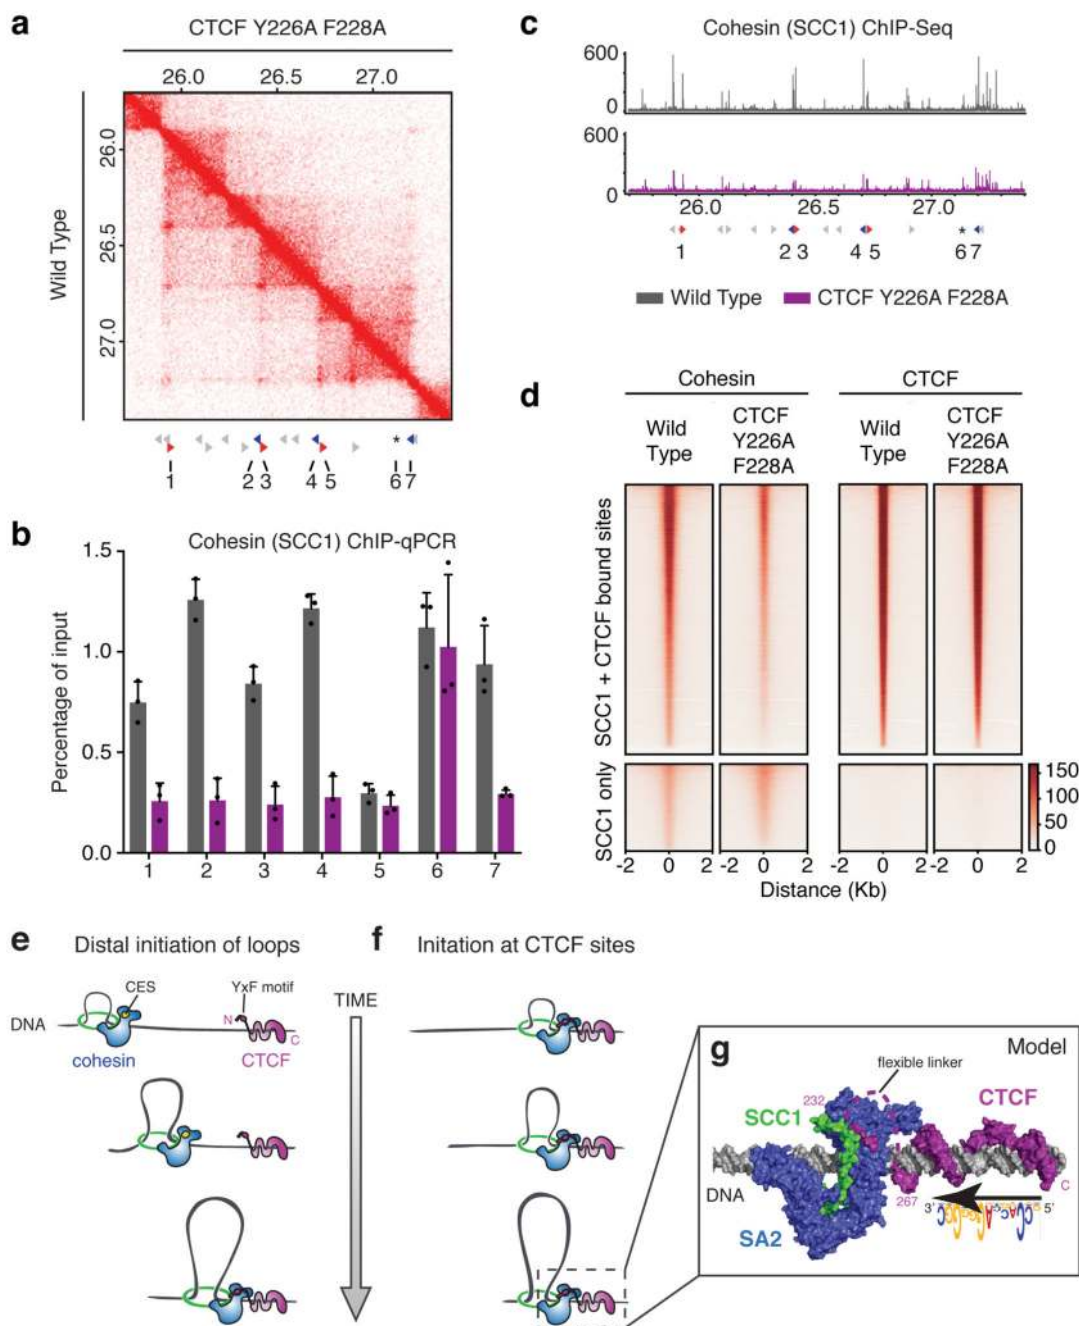 a
CTCF Y226A F228A
26.0 26.5 27.0
Wild Type
26.0
26.5
27.0
*
1 2 3 4 5 6 7
b
Cohesin (SCC1) ChIP-qPCR
Percentage of input
1.5
1.0
0.5
0.0
1 2 3 4 5 6 7
c
Cohesin (SCC1) ChIP-Seq
600
0
600
0
26.0 26.5 27.0
*
1 2 3 4 5 6 7
Wild Type CTCF Y226A F228A
d
Cohesin CTCF
Wild
Type
CTCF
Y226A
F228A
Wild
Type
CTCF
Y226A
F228A
SCC1 + CTCF bound sites
SCC1 only
150
100
50
0
-2 0 2 -2 0 2 -2 0 2 -2 0 2
Distance (Kb)
e
Distal initiation of loops
CES
YxF motif
N
DNA
C
cohesin
CTCF
TIME
f
Initation at CTCF sites
g
Model
flexible linker
232
SCC1
CTCF
DNA
C
267
3' 5'
SA2